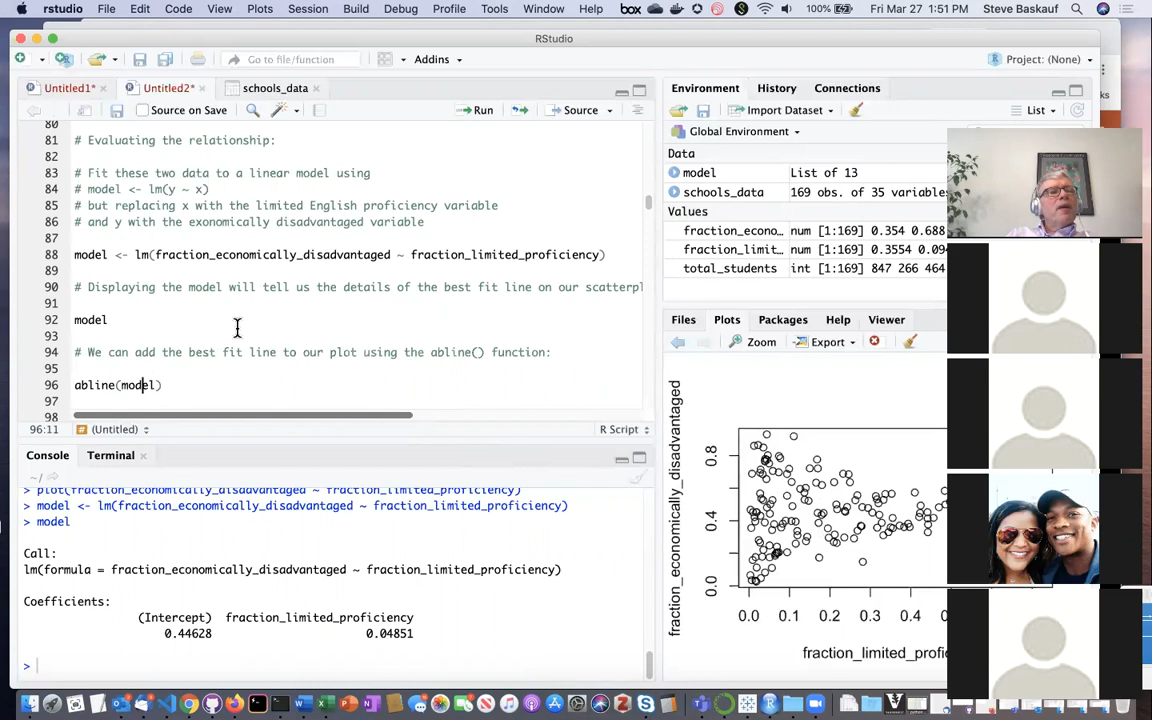 rstudio File Edit Code View Plots Session Build Debug Profile Tools Window Help box 100% Fri Mar 27 1:51 PM Steve Baskauf
RStudio
Go to file/function Addins Project: (None)
Untitled1* Untitled2* schools_data
Source on Save Run Source
80
81 # Evaluating the relationship:
82
83 # Fit these two data to a linear model using
84 # model <- lm(y ~ x)
85 # but replacing x with the limited English proficiency variable
86 # and y with the exonomically disadvantaged variable
87
88 model <- lm(fraction_economically_disadvantaged ~ fraction_limited_proficiency)
89
90 # Displaying the model will tell us the details of the best fit line on our scatterpl
91
92 model
93
94 # We can add the best fit line to our plot using the abline() function:
95
96 abline(model)
97
98
96:11 (Untitled) R Script
Console Terminal
~/
> plot(fraction_economically_disadvantaged ~ fraction_limited_proficiency)
> model <- lm(fraction_economically_disadvantaged ~ fraction_limited_proficiency)
> model
Call:
lm(formula = fraction_economically_disadvantaged ~ fraction_limited_proficiency)
Coefficients:
(Intercept) fraction_limited_proficiency
0.44628 0.04851
>
Environment History Connections
Import Dataset List
Global Environment
Data
model List of 13
schools_data 169 obs. of 35 variables
Values
fraction_econo… num [1:169] 0.354 0.688
fraction_limit… num [1:169] 0.3554 0.094
total_students int [1:169] 847 266 464
Files Plots Packages Help Viewer
Zoom Export
fraction_economically_disadvantaged
0.8
0.4
0.0
0.0 0.1 0.2 0.3 0.4
fraction_limited_profic